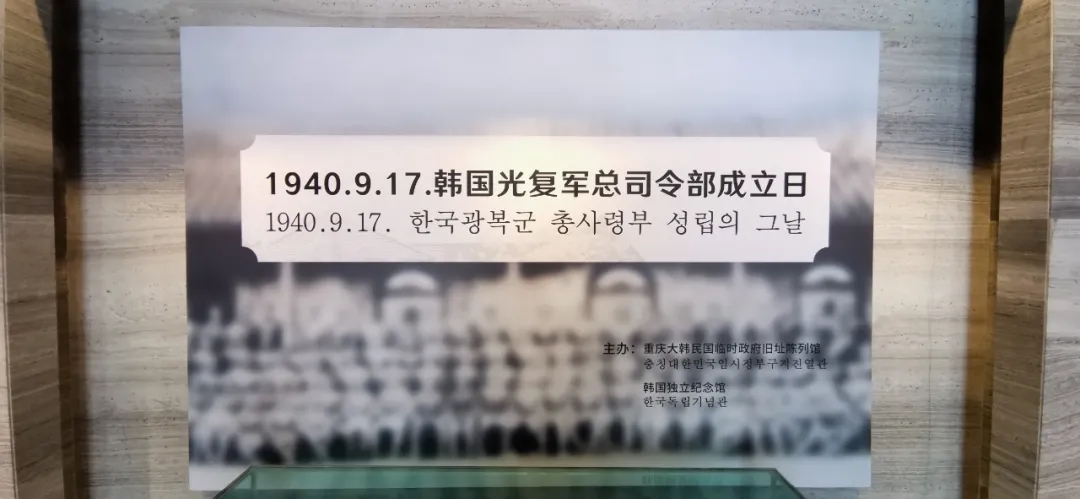 1940.9.17.韩国光复军总司令部成立日
1940.9.17. 한국광복군 총사령부 성립의 그날
主办：重庆大韩民国临时政府旧址陈列馆
충칭대한민국임시정부구지진열관
韩国独立纪念馆
한국독립기념관